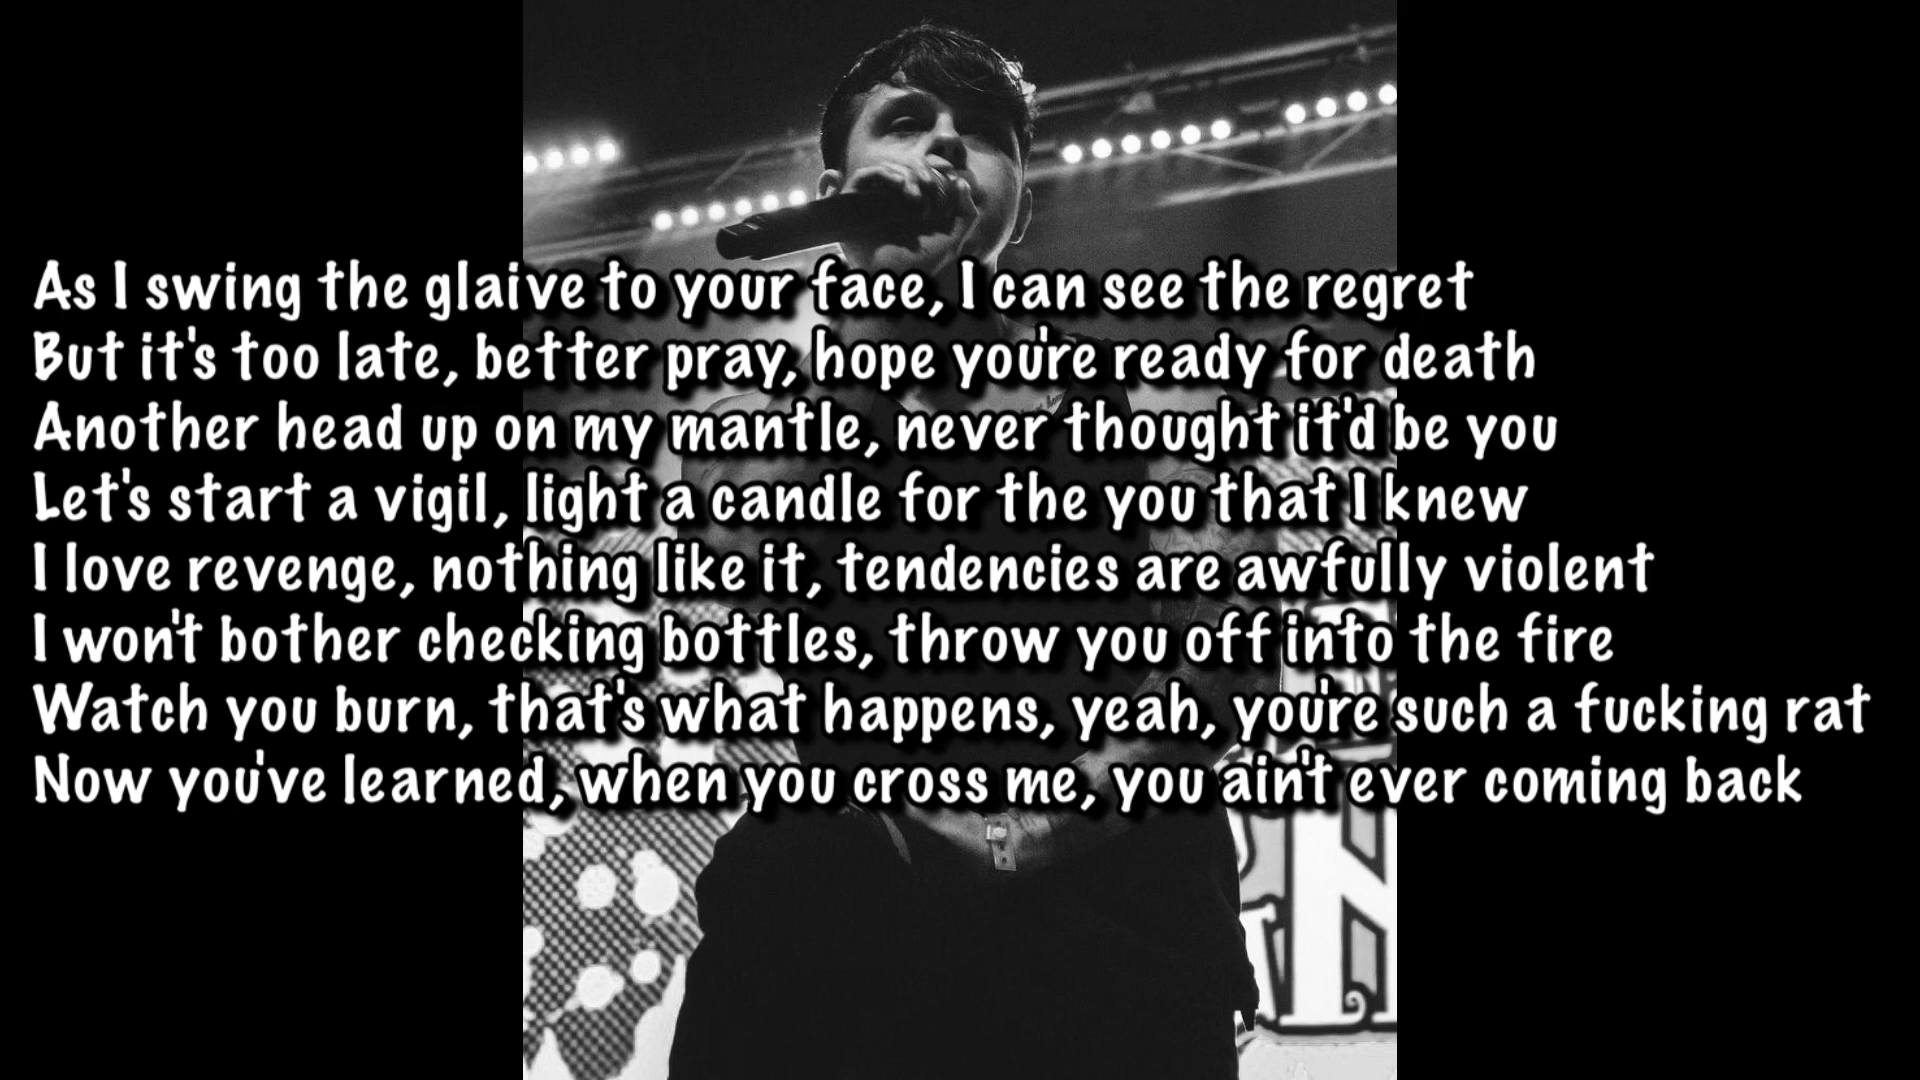 As I swing the glaive to your face, I can see the regret
But it's too late, better pray, hope you're ready for death
Another head up on my mantle, never thought it'd be you
Let's start a vigil, light a candle for the you that I knew
I love revenge, nothing like it, tendencies are awfully violent
I won't bother checking bottles, throw you off into the fire
Watch you burn, that's what happens, yeah, you're such a fucking rat
Now you've learned, when you cross me, you ain't ever coming back